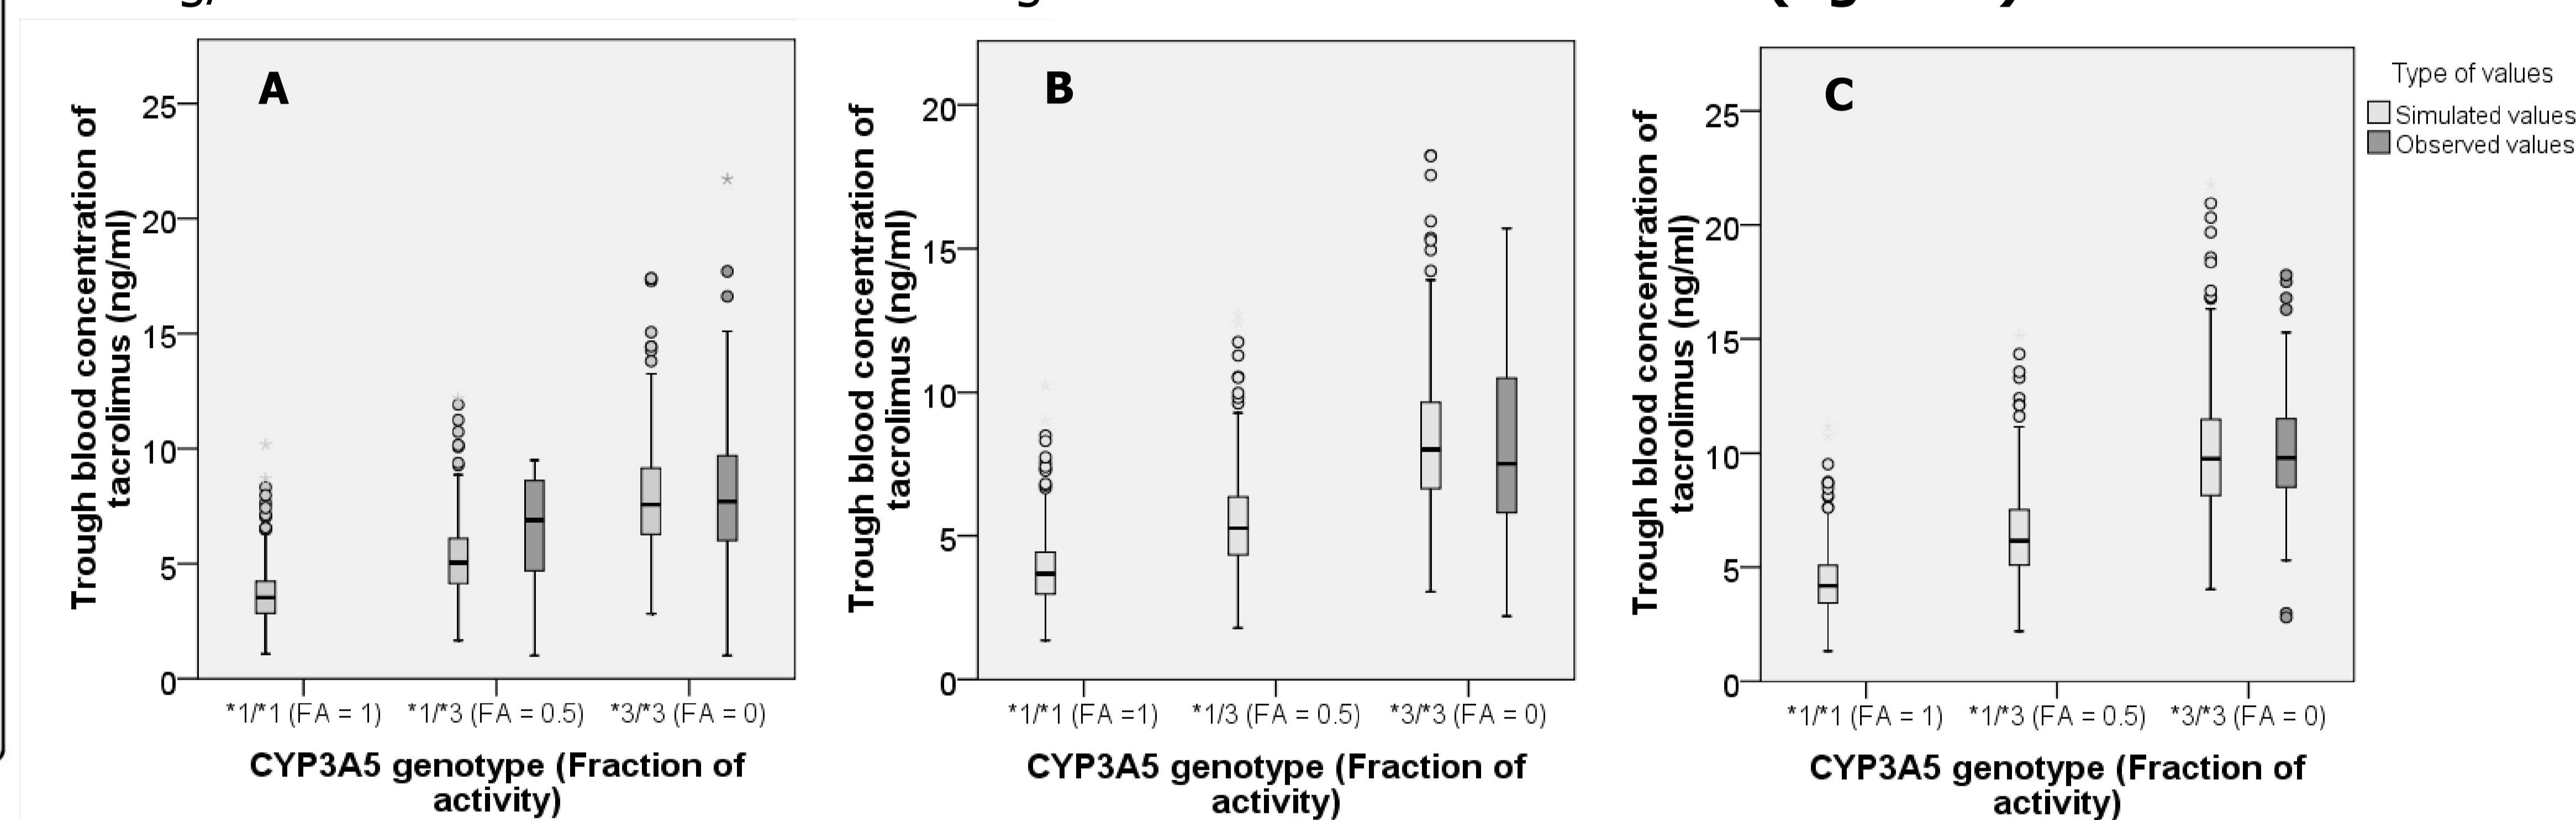 A
Trough blood concentration of
tacrolimus (ng/ml)
25
20
15
10
5
0
*1/*1 (FA = 1) *1/*3 (FA = 0.5) *3/*3 (FA = 0)
CYP3A5 genotype (Fraction of
activity)
B
Trough blood concentration of
tacrolimus (ng/ml)
20
15
10
5
0
*1/*1 (FA =1) *1/3 (FA = 0.5) *3/*3 (FA = 0)
CYP3A5 genotype (Fraction of
activity)
C
Trough blood concentration of
tacrolimus (ng/ml)
25
20
15
10
5
0
*1/*1 (FA = 1) *1/*3 (FA = 0.5) *3/*3 (FA = 0)
CYP3A5 genotype (Fraction of
activity)
Type of values
Simulated values
Observed values